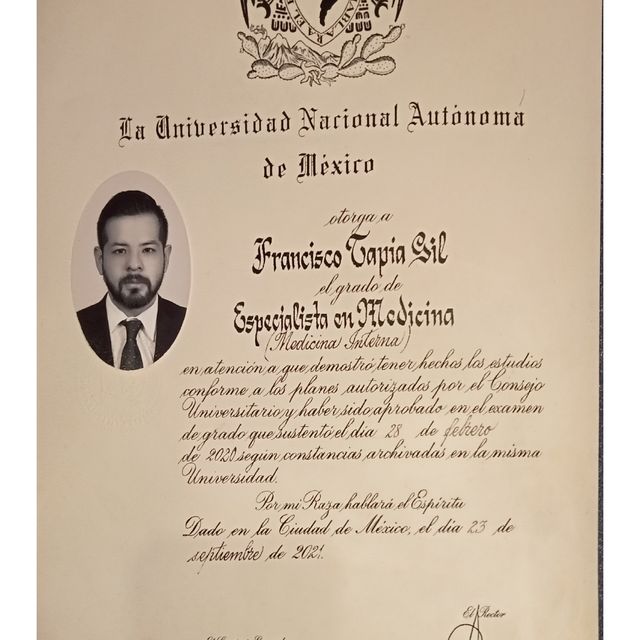 La Universidad Nacional Autónoma
de México
otorga a
Francisco Tapia Gil
el grado de
Especialista en Medicina
(Medicina Interna)
en atención a que demostró tener hechos los estudios
conforme a los planes autorizados por el Consejo
Universitario y haber sido aprobado en el examen
de grado que sustentó el día 28 de febrero
de 2020 según constancias archivadas en la misma
Universidad.
Por mi Raza hablará el Espíritu
Dado en la Ciudad de México, el día 23 de
septiembre de 2021.
El Rector